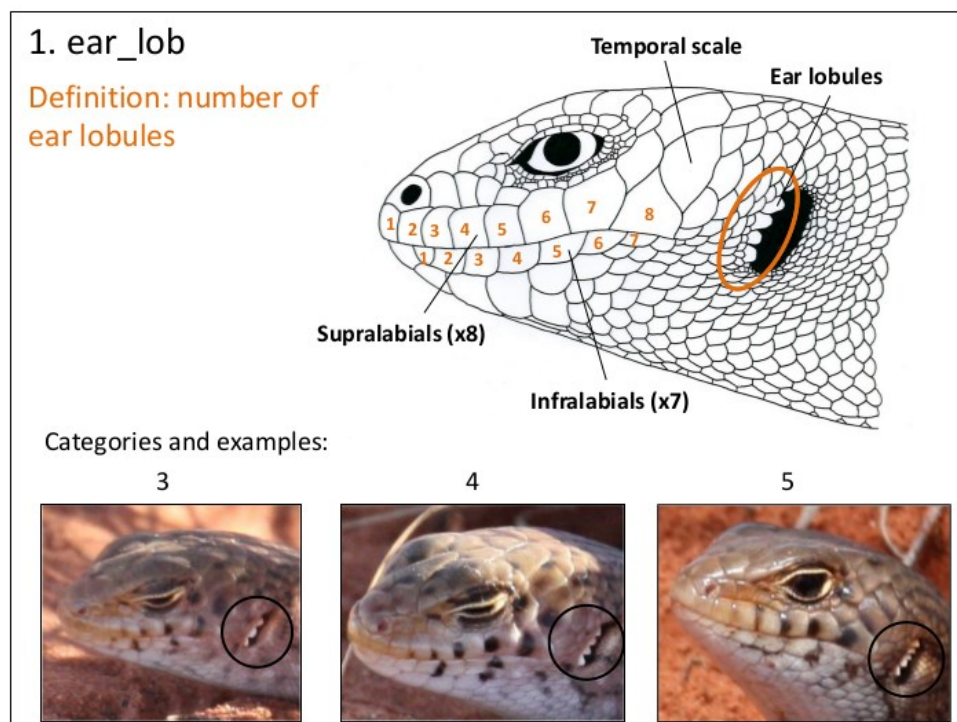 1. ear_lob
Definition: number of
ear lobules
Temporal scale
Ear lobules
1 2 3 4 5 6 7 8
1 2 3 4 5 6 7
Supralabials (x8)
Infralabials (x7)
Categories and examples:
3 4 5